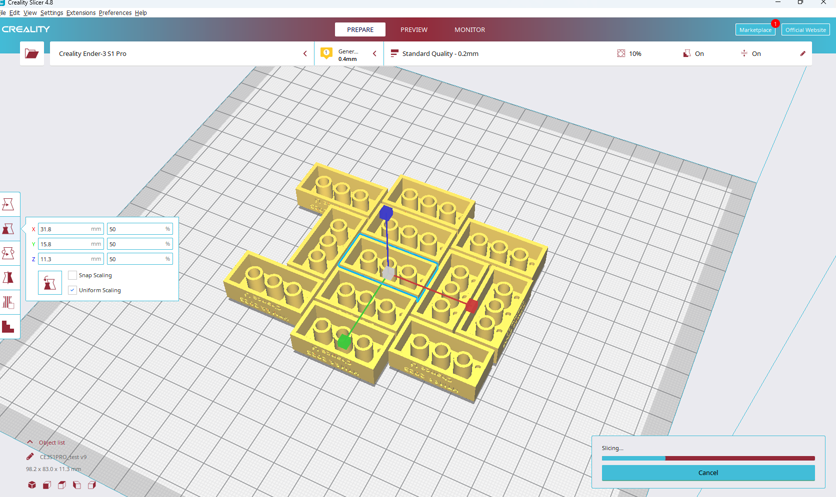 Creality Slicer 4.8
File Edit View Settings Extensions Preferences Help
CREALITY
PREPARE
PREVIEW
MONITOR
Marketplace
1
Official Website
Creality Ender-3 S1 Pro
Gener...
0.4mm
Standard Quality - 0.2mm
10%
On
On
X 31.8 mm 50 %
Y 15.8 mm 50 %
Z 11.3 mm 50 %
Snap Scaling
Uniform Scaling
Object list
CE3S1PRO_test v9
98.2 x 83.0 x 11.3 mm
Slicing...
Cancel